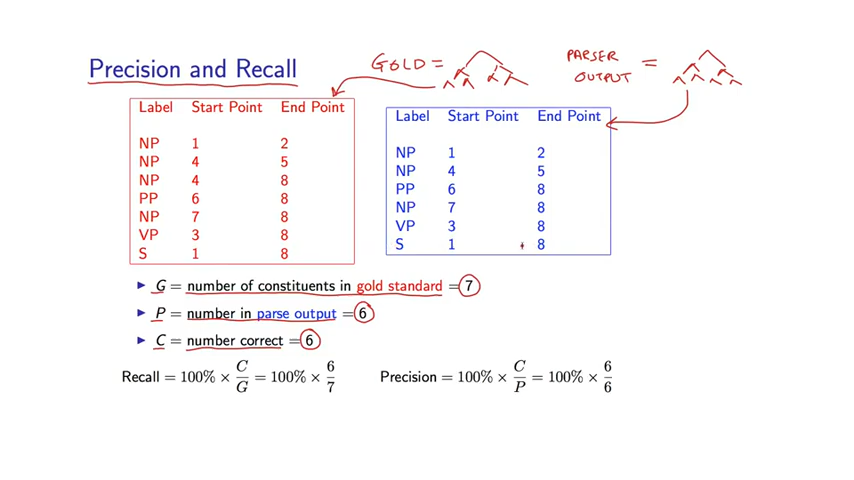 Precision and Recall
GOLD =
PARSER OUTPUT =
Label Start Point End Point
NP 1 2
NP 4 5
NP 4 8
PP 6 8
NP 7 8
VP 3 8
S 1 8
Label Start Point End Point
NP 1 2
NP 4 5
PP 6 8
NP 7 8
VP 3 8
S 1 8
▶ G = number of constituents in gold standard = 7
▶ P = number in parse output = 6
▶ C = number correct = 6
Recall = 100% × C/G = 100% × 6/7
Precision = 100% × C/P = 100% × 6/6